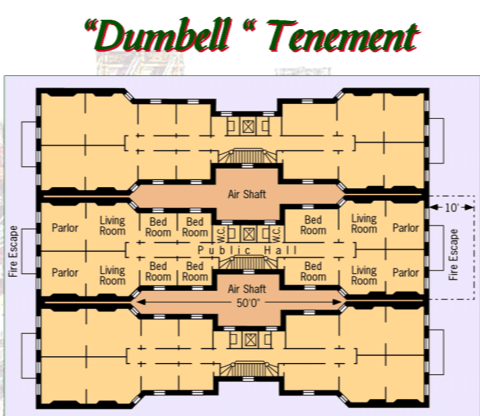 “Dumbell “ Tenement
Air Shaft
10'
Fire Escape
Parlor
Living
Room
Bed
Room
Bed
Room
W.C.
W.C.
Bed
Room
Living
Room
Parlor
Fire Escape
Public Hall
Parlor
Living
Room
Bed
Room
Bed
Room
Bed
Room
Living
Room
Parlor
Air Shaft
50'0"